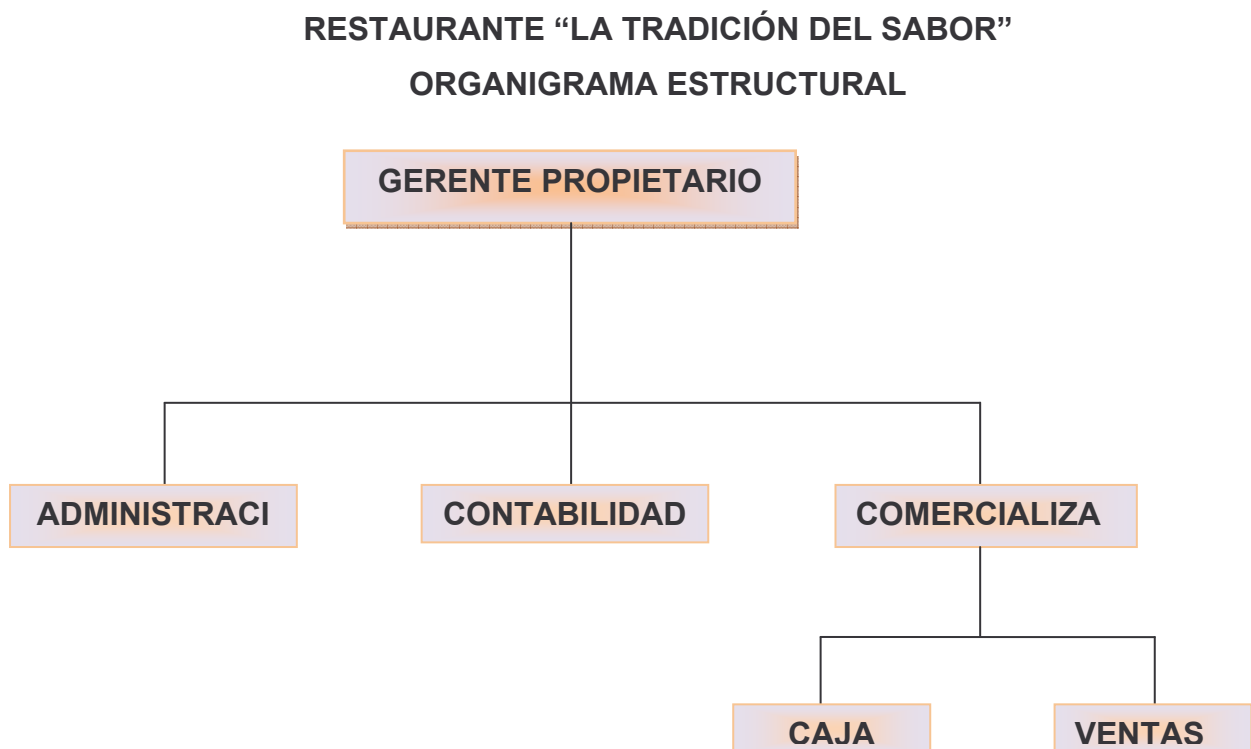 RESTAURANTE “LA TRADICIÓN DEL SABOR”
ORGANIGRAMA ESTRUCTURAL
GERENTE PROPIETARIO
ADMINISTRACI
CONTABILIDAD
COMERCIALIZA
CAJA
VENTAS